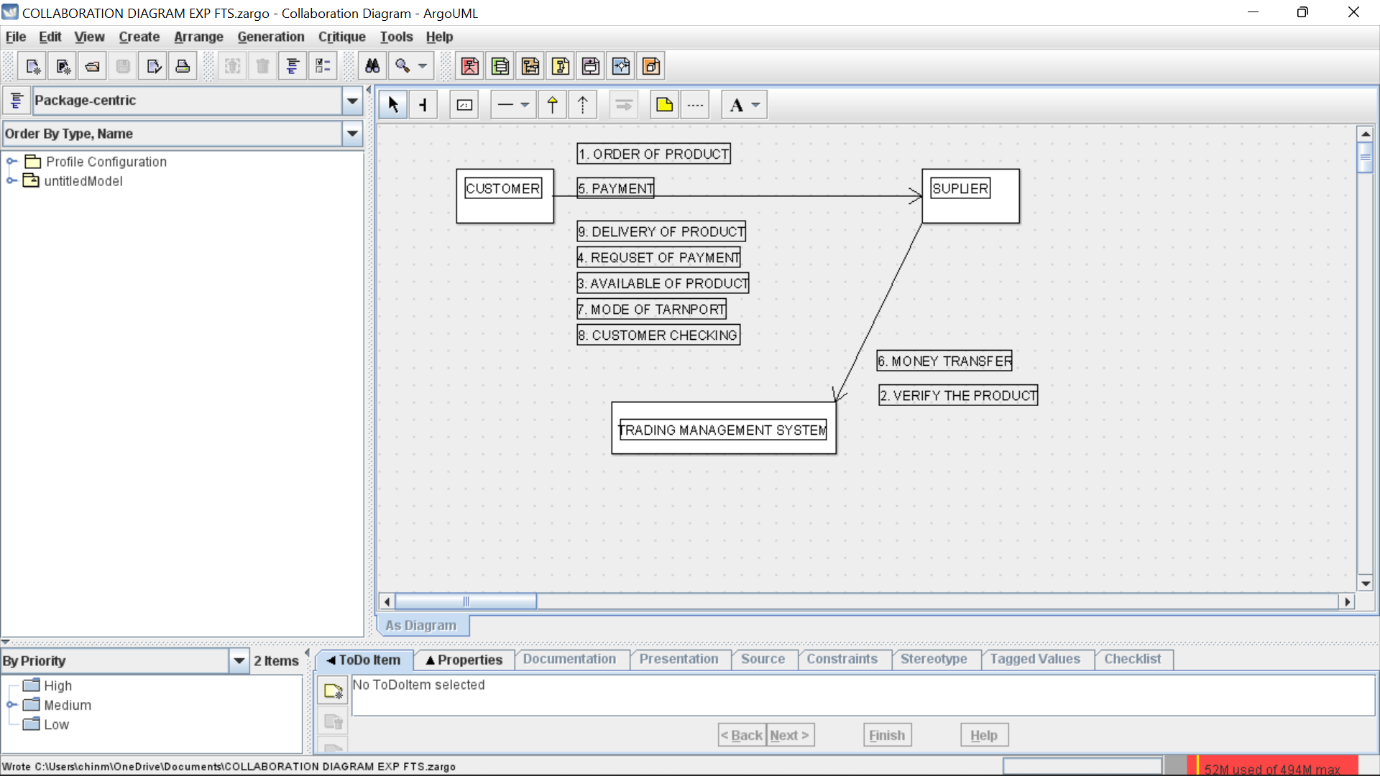 COLLABORATION DIAGRAM EXP FTS.zargo - Collaboration Diagram - ArgoUML
File Edit View Create Arrange Generation Critique Tools Help
Package-centric
Order By Type, Name
Profile Configuration
untitledModel
A
1. ORDER OF PRODUCT
CUSTOMER
5. PAYMENT
SUPLIER
9. DELIVERY OF PRODUCT
4. REQUSET OF PAYMENT
3. AVAILABLE OF PRODUCT
7. MODE OF TARNPORT
8. CUSTOMER CHECKING
6. MONEY TRANSFER
2. VERIFY THE PRODUCT
TRADING MANAGEMENT SYSTEM
As Diagram
By Priority
2 Items
High
Medium
Low
ToDo Item Properties Documentation Presentation Source Constraints Stereotype Tagged Values Checklist
No ToDoItem selected
< Back Next > Finish Help
Wrote C:\Users\chinm\OneDrive\Documents\COLLABORATION DIAGRAM EXP FTS.zargo
52M used of 494M max